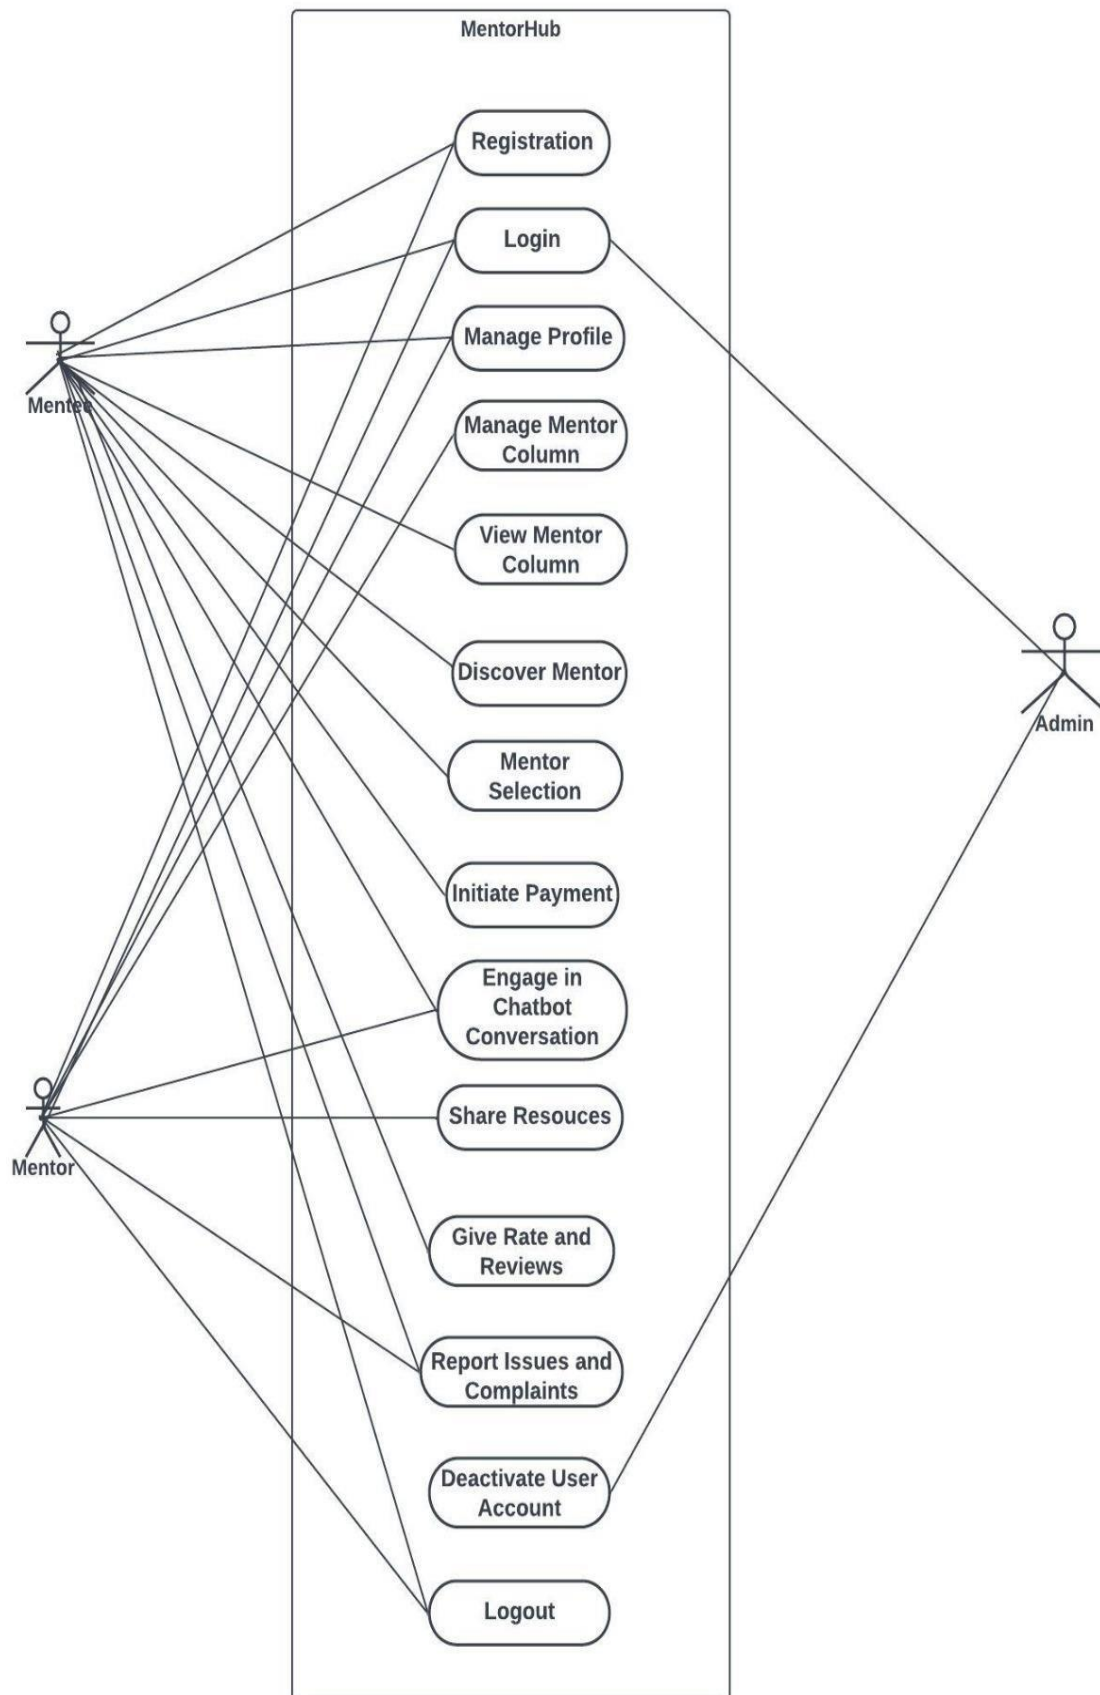 MentorHub
Registration
Login
Manage Profile
Mentee
Manage Mentor
Column
View Mentor
Column
Discover Mentor
Admin
Mentor
Selection
Initiate Payment
Engage in
Chatbot
Conversation
Share Resouces
Mentor
Give Rate and
Reviews
Report Issues and
Complaints
Deactivate User
Account
Logout